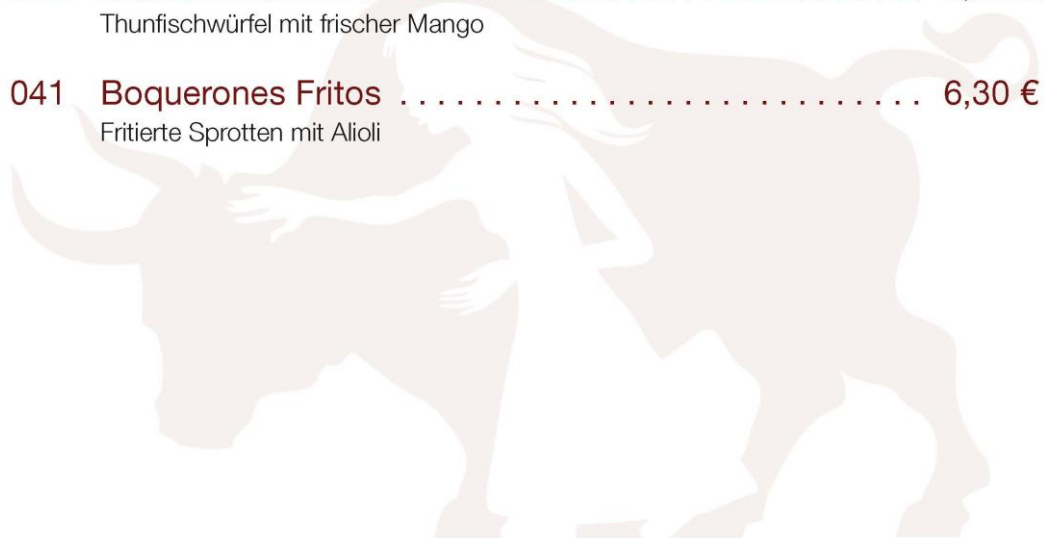 Thunfischwürfel mit frischer Mango
041 Boquerones Fritos . . . . . . . . . . . . . . . . . . . . . . . . . . . . . . . . . . . 6,30 €
Fritierte Sprotten mit Alioli